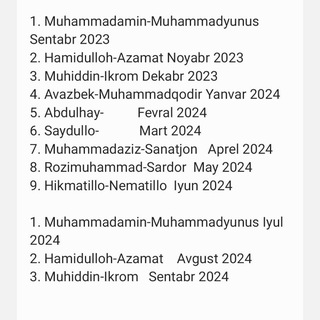 1. Muhammadamin-Muhammadyunus
Sentabr 2023
2. Hamidulloh-Azamat Noyabr 2023
3. Muhiddin-Ikrom Dekabr 2023
4. Avazbek-Muhammadqodir Yanvar 2024
5. Abdulhay- Fevral 2024
6. Saydullo- Mart 2024
7. Muhammadaziz-Sanatjon Aprel 2024
8. Rozimuhammad-Sardor May 2024
9. Hikmatillo-Nematillo Iyun 2024
1. Muhammadamin-Muhammadyunus Iyul
2024
2. Hamidulloh-Azamat Avgust 2024
3. Muhiddin-Ikrom Sentabr 2024